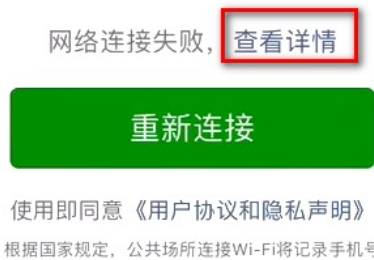 网络连接失败，查看详情
重新连接
使用即同意《用户协议和隐私声明》
根据国家规定，公共场所连接Wi-Fi将记录手机号